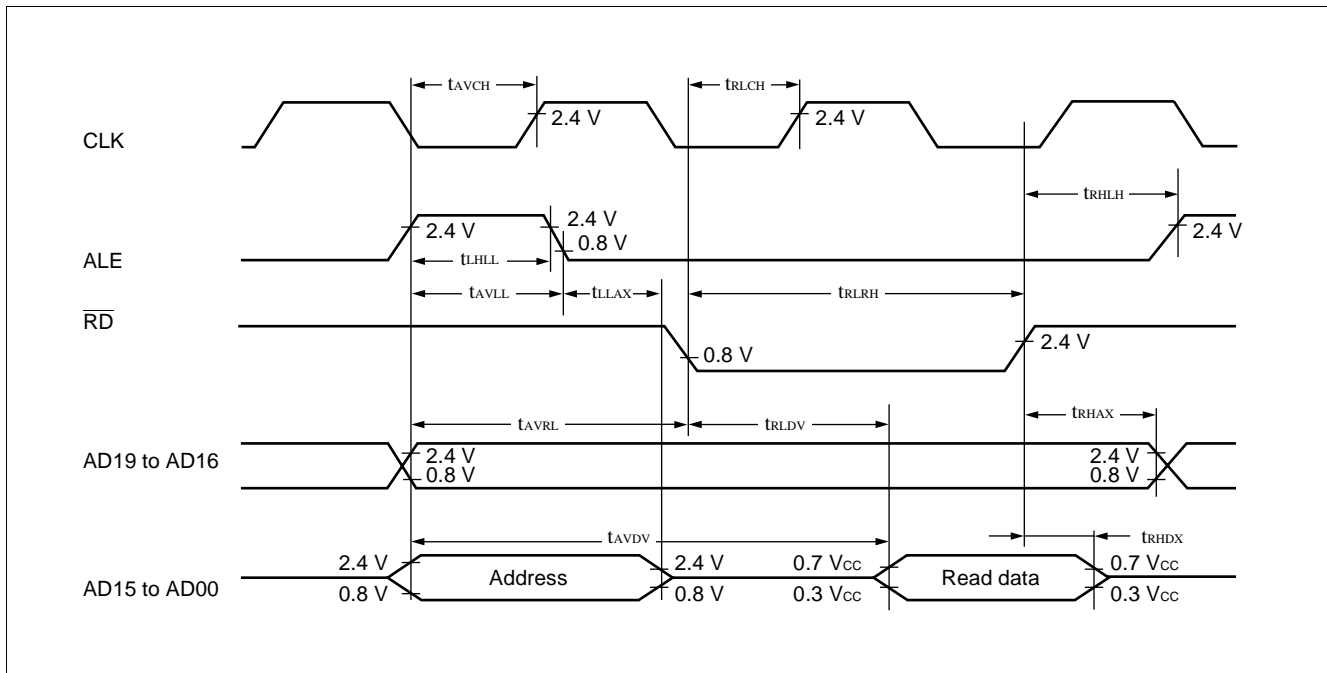 tAVCH
tRLCH
2.4 V
2.4 V
CLK
tRHLH
2.4 V
2.4 V
0.8 V
2.4 V
ALE
tLHLL
tAVLL
tLLAX
tRLRH
RD
0.8 V
2.4 V
tRHAX
tAVRL
tRLDV
AD19 to AD16
2.4 V
0.8 V
2.4 V
0.8 V
tAVDV
tRHDX
2.4 V
2.4 V
0.7 VCC
0.7 VCC
Address
Read data
AD15 to AD00
0.8 V
0.8 V
0.3 VCC
0.3 VCC